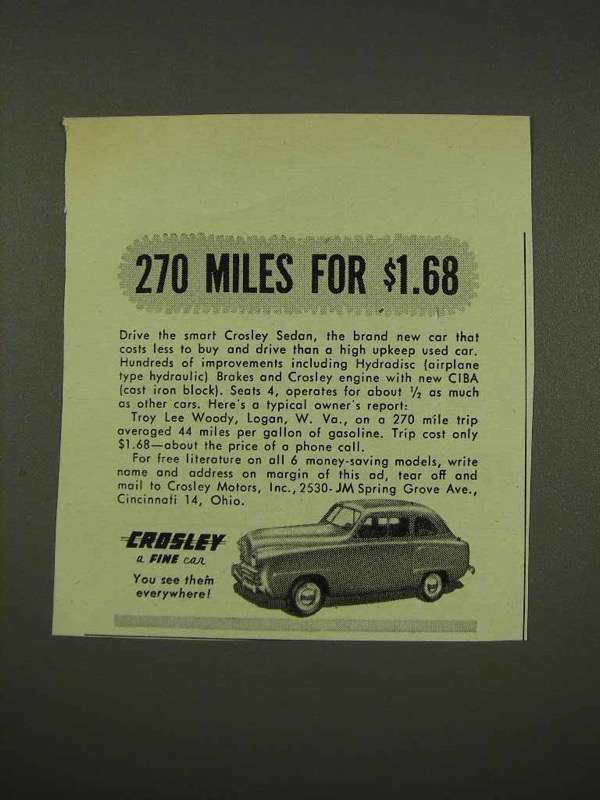 270 MILES FOR $1.68
Drive the smart Crosley Sedan, the brand new car that
costs less to buy and drive than a high upkeep used car.
Hundreds of improvements including Hydradisc (airplane
type hydraulic) Brakes and Crosley engine with new CIBA
(cast iron block). Seats 4, operates for about ½ as much
as other cars. Here's a typical owner's report:
Troy Lee Woody, Logan, W. Va., on a 270 mile trip
averaged 44 miles per gallon of gasoline. Trip cost only
$1.68—about the price of a phone call.
For free literature on all 6 money-saving models, write
name and address on margin of this ad, tear off and
mail to Crosley Motors, Inc., 2530-JM Spring Grove Ave.,
Cincinnati 14, Ohio.
CROSLEY
a FINE car
You see them
everywhere!